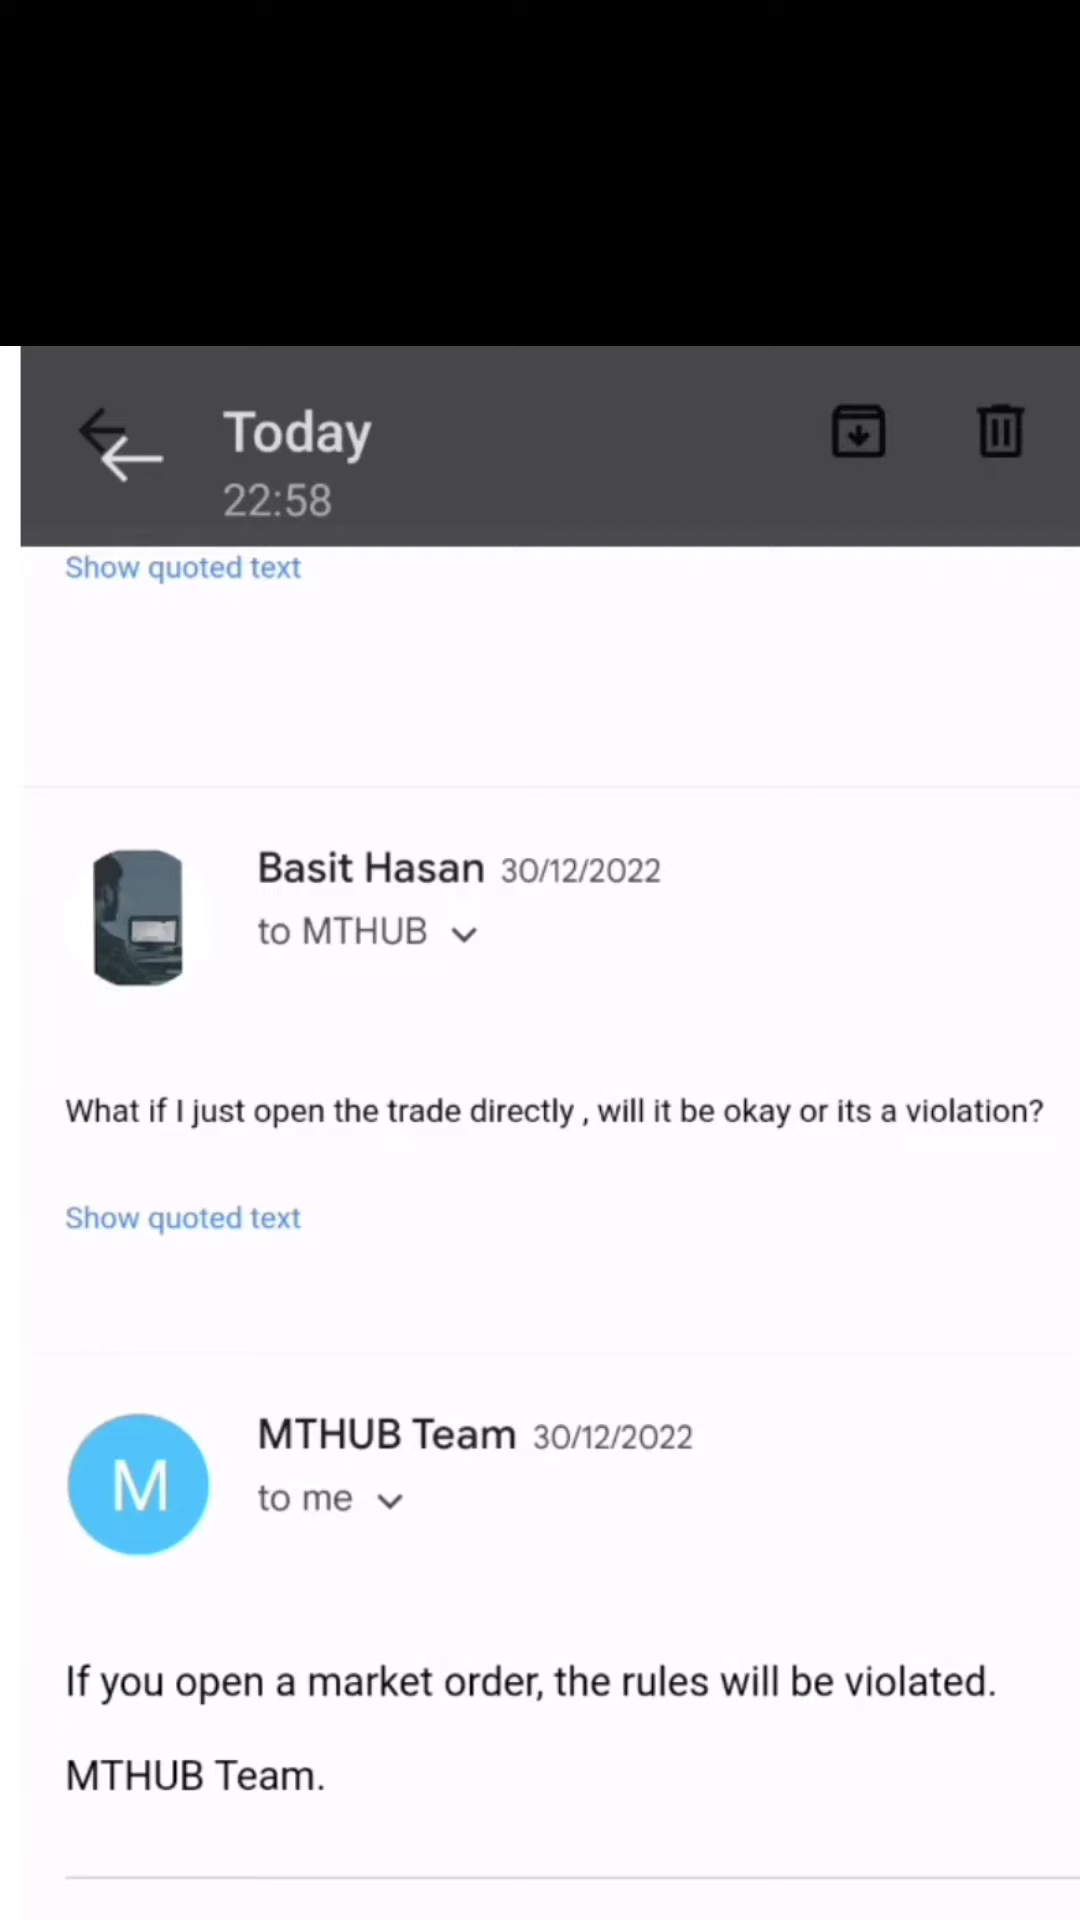 Today
22:58
Show quoted text
Basit Hasan 30/12/2022
to MTHUB
What if I just open the trade directly , will it be okay or its a violation?
Show quoted text
M
MTHUB Team 30/12/2022
to me
If you open a market order, the rules will be violated.
MTHUB Team.